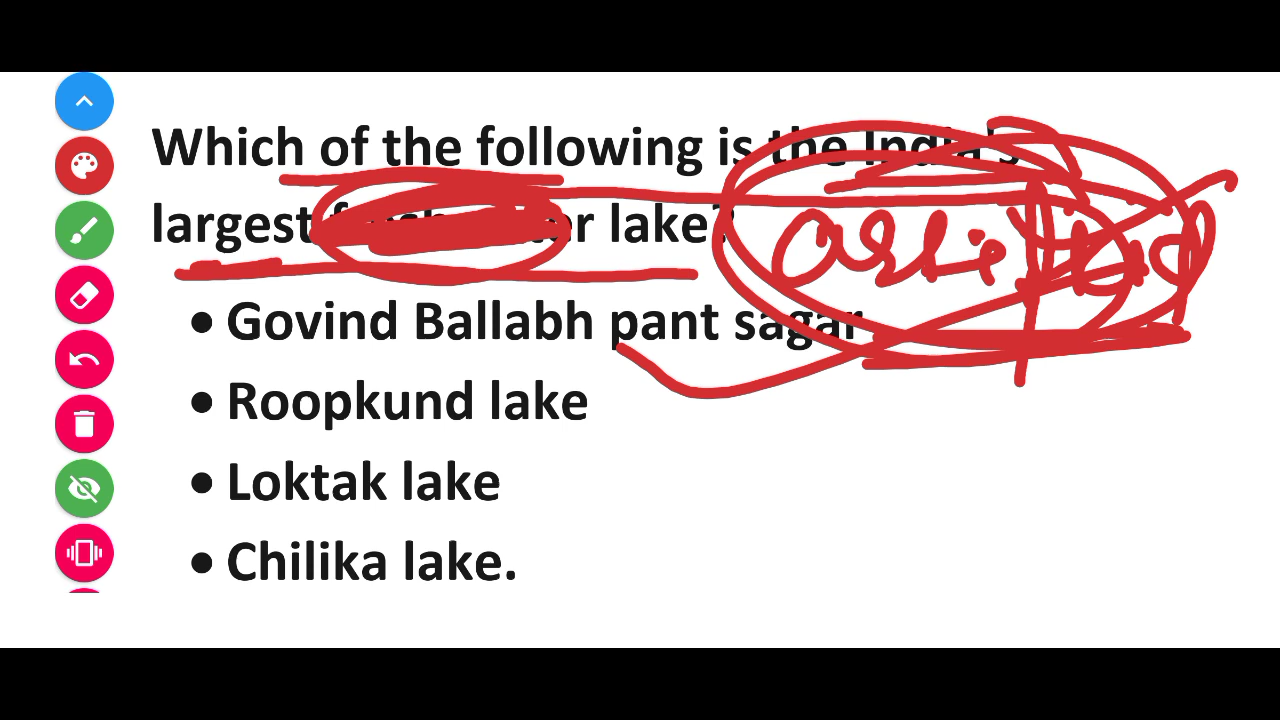 Which of the following is the India's
largest lake?
• Govind Ballabh pant sagar
• Roopkund lake
• Loktak lake
• Chilika lake.